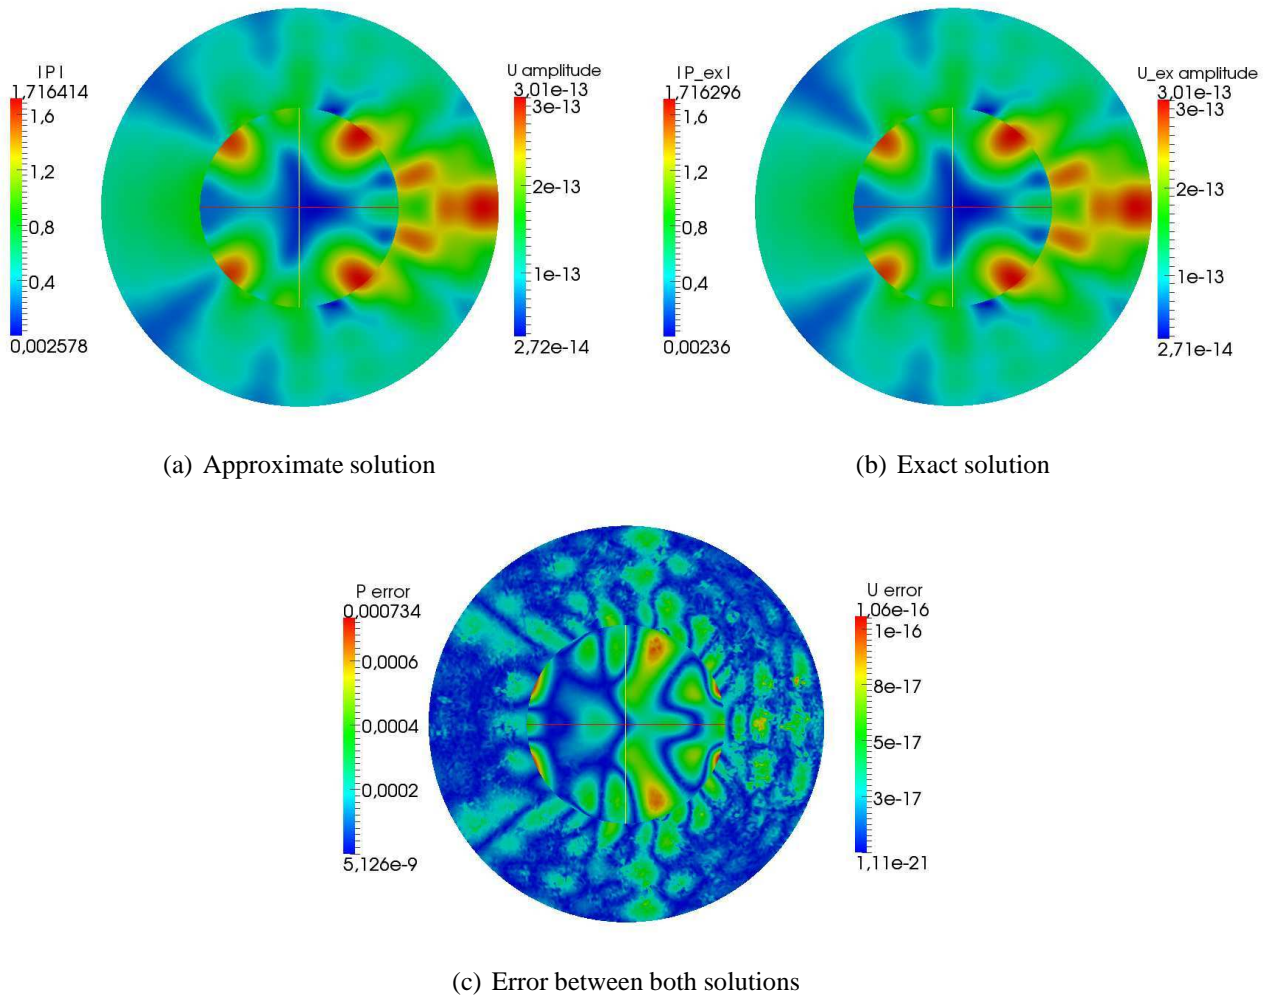 |P|
1,716414
1,6
1,2
0,8
0,4
0,002578
U amplitude
3,01e-13
3e-13
2e-13
1e-13
2,72e-14
|P_ex|
1,716296
1,6
1,2
0,8
0,4
0,00236
U_ex amplitude
3,01e-13
3e-13
2e-13
1e-13
2,71e-14
(a) Approximate solution
(b) Exact solution
P error
0,000734
0,0006
0,0004
0,0002
5,126e-9
U error
1,06e-16
1e-16
8e-17
5e-17
3e-17
1,11e-21
(c) Error between both solutions